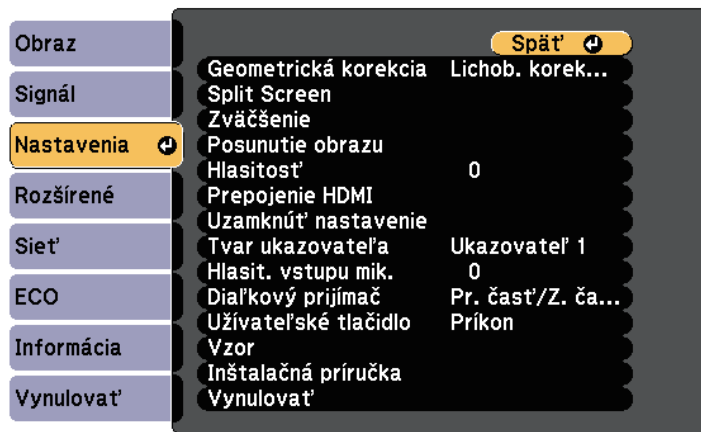 Obraz
Signál
Nastavenia
Rozšírené
Sieť
ECO
Informácia
Vynulovať
Späť
Geometrická korekcia Lichob. korek...
Split Screen
Zväčšenie
Posunutie obrazu
Hlasitosť 0
Prepojenie HDMI
Uzamknúť nastavenie
Tvar ukazovateľa Ukazovateľ 1
Hlasit. vstupu mik. 0
Diaľkový prijímač Pr. časť/Z. ča...
Užívateľské tlačidlo Príkon
Vzor
Inštalačná príručka
Vynulovať